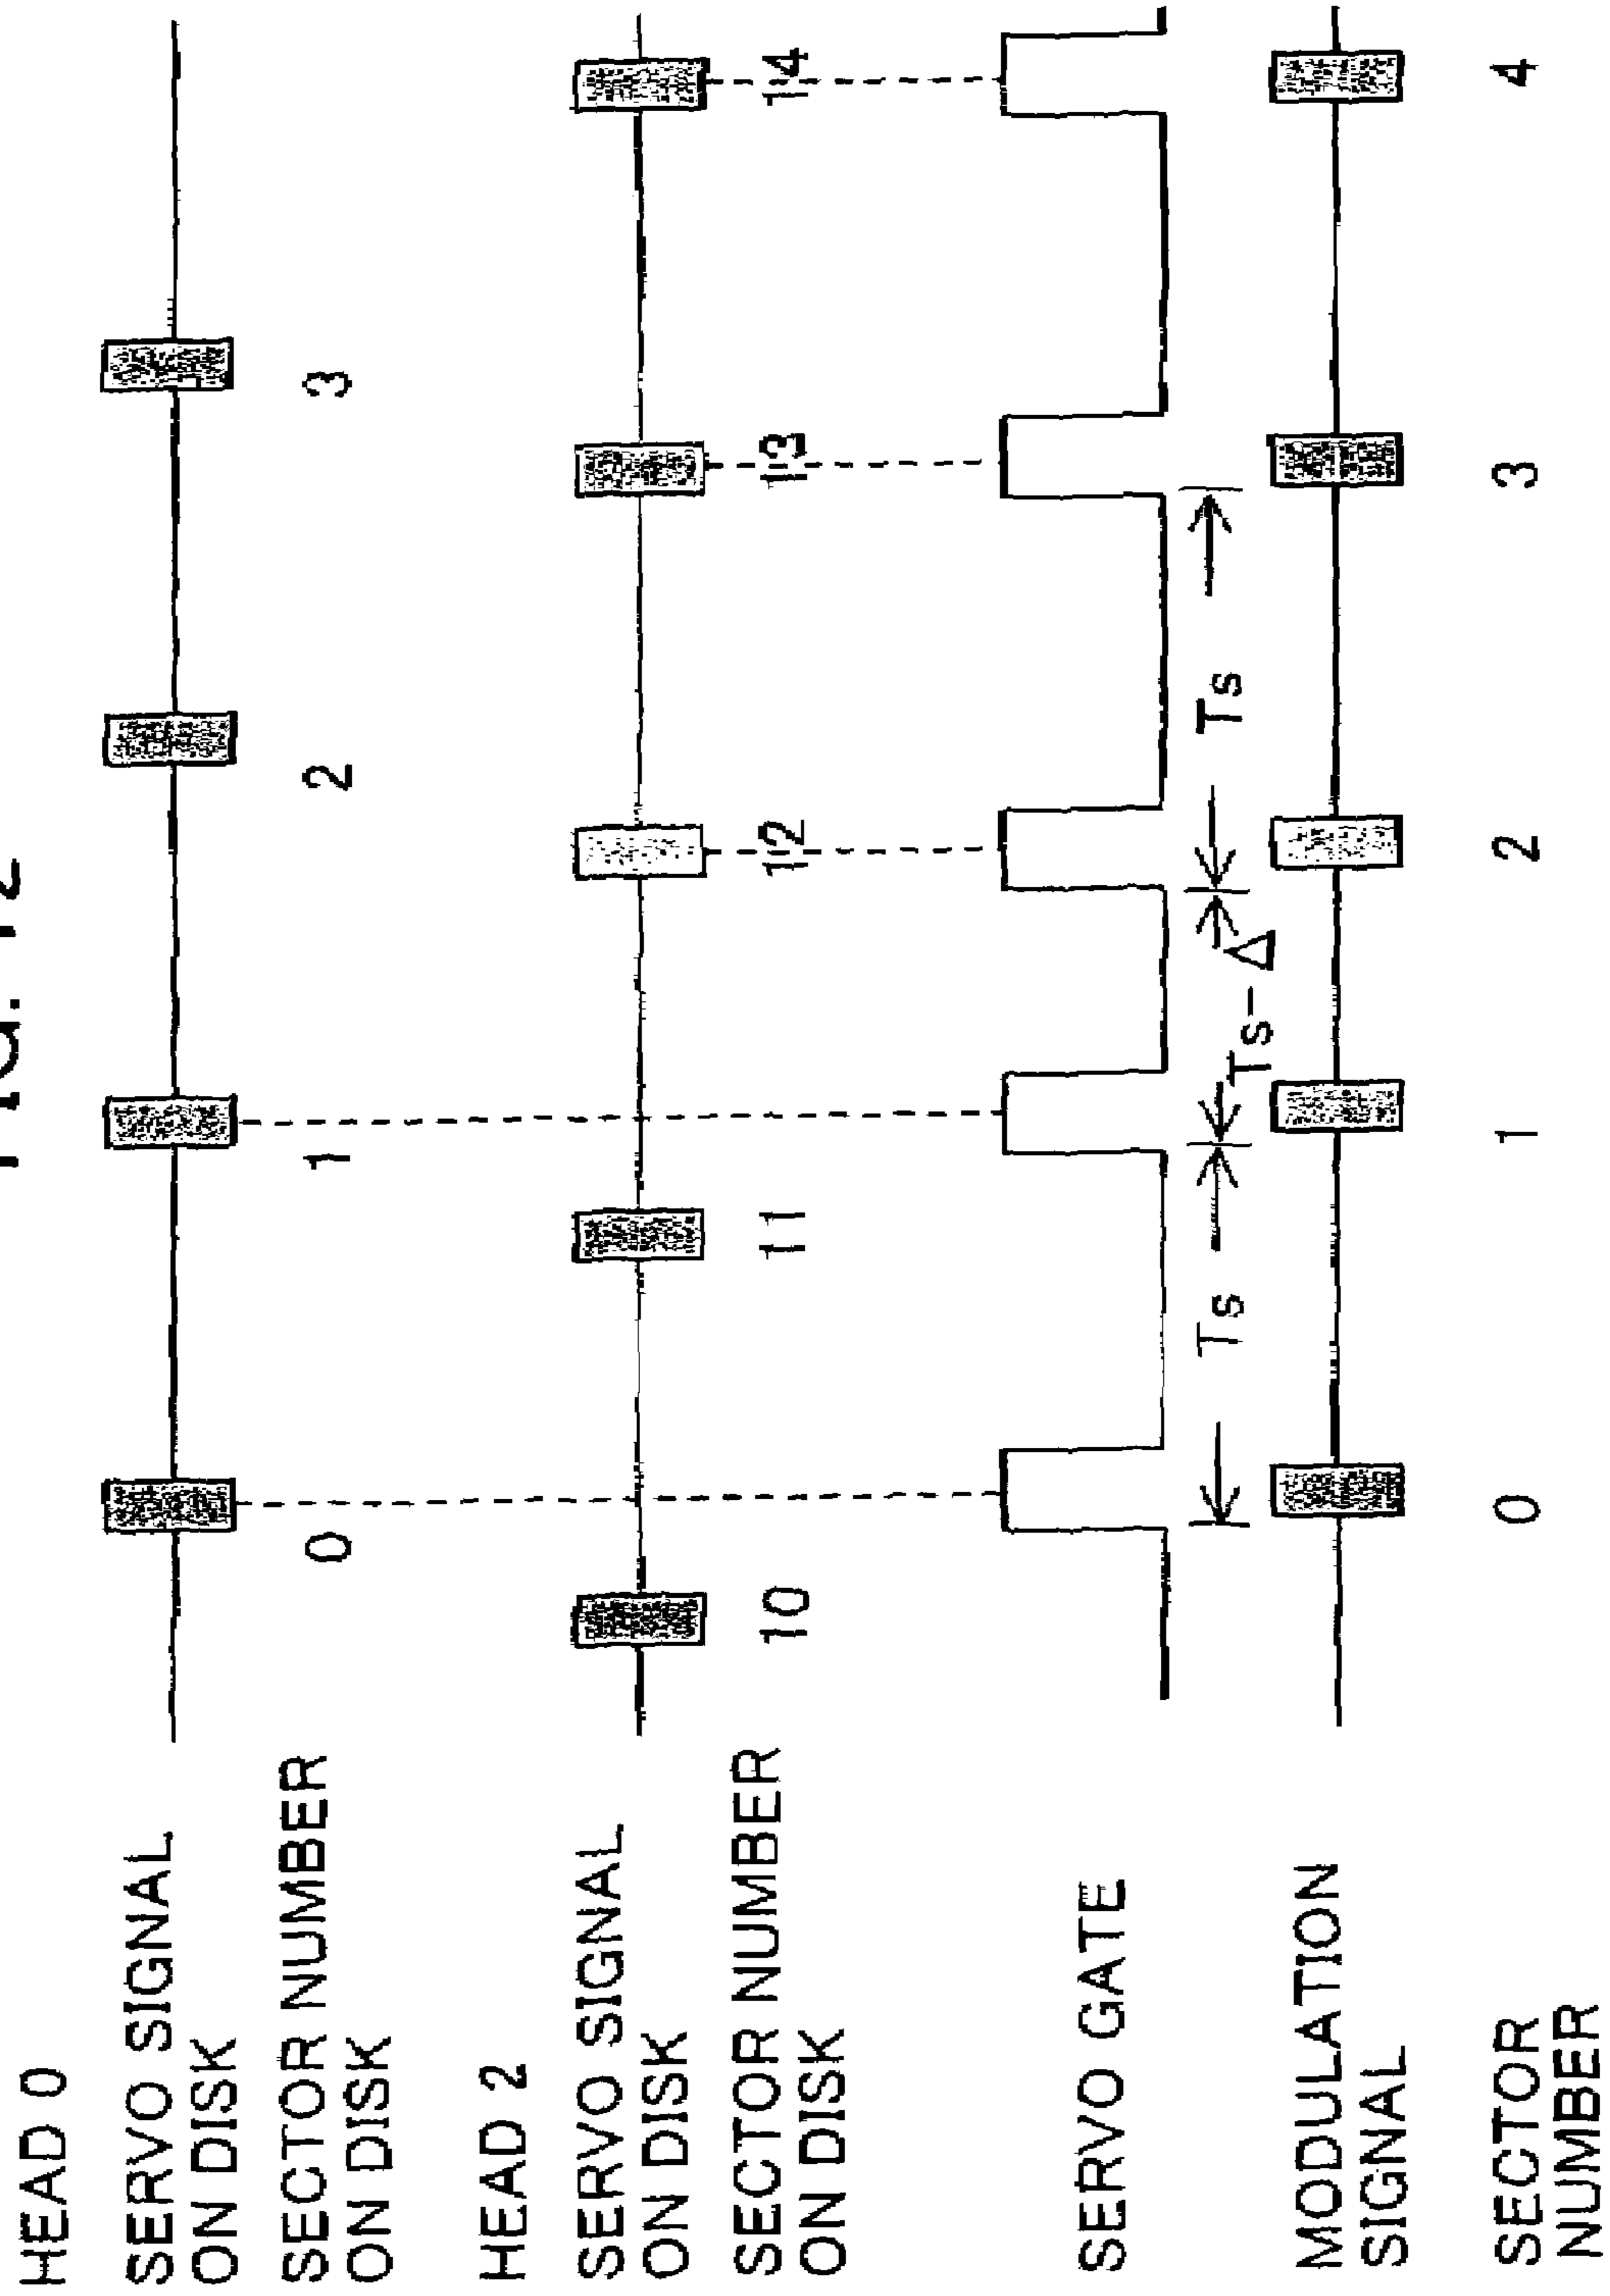 FIG. 12
HEAD 0
SERVO SIGNAL
ON DISK
SECTOR NUMBER
ON DISK
0 1 2 3
HEAD 2
SERVO SIGNAL
ON DISK
SECTOR NUMBER
ON DISK
10 11 12 13 14
SERVO GATE
Ts Ts-Δ Ts
MODULATION
SIGNAL
SECTOR
NUMBER
0 1 2 3 4